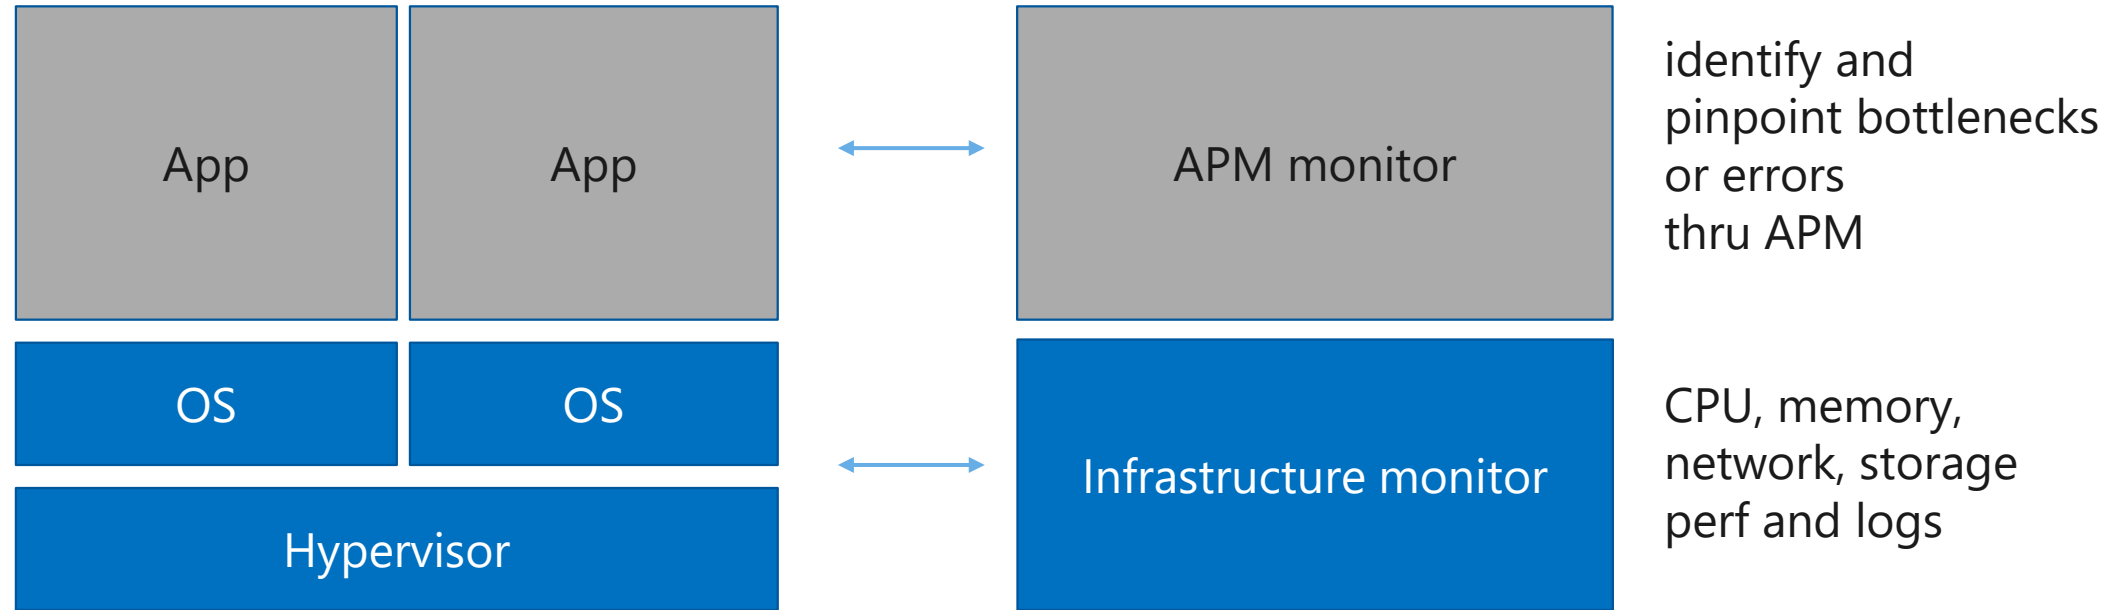 App
App
APM monitor
identify and
pinpoint bottlenecks
or errors
thru APM
OS
OS
Hypervisor
Infrastructure monitor
CPU, memory,
network, storage
perf and logs